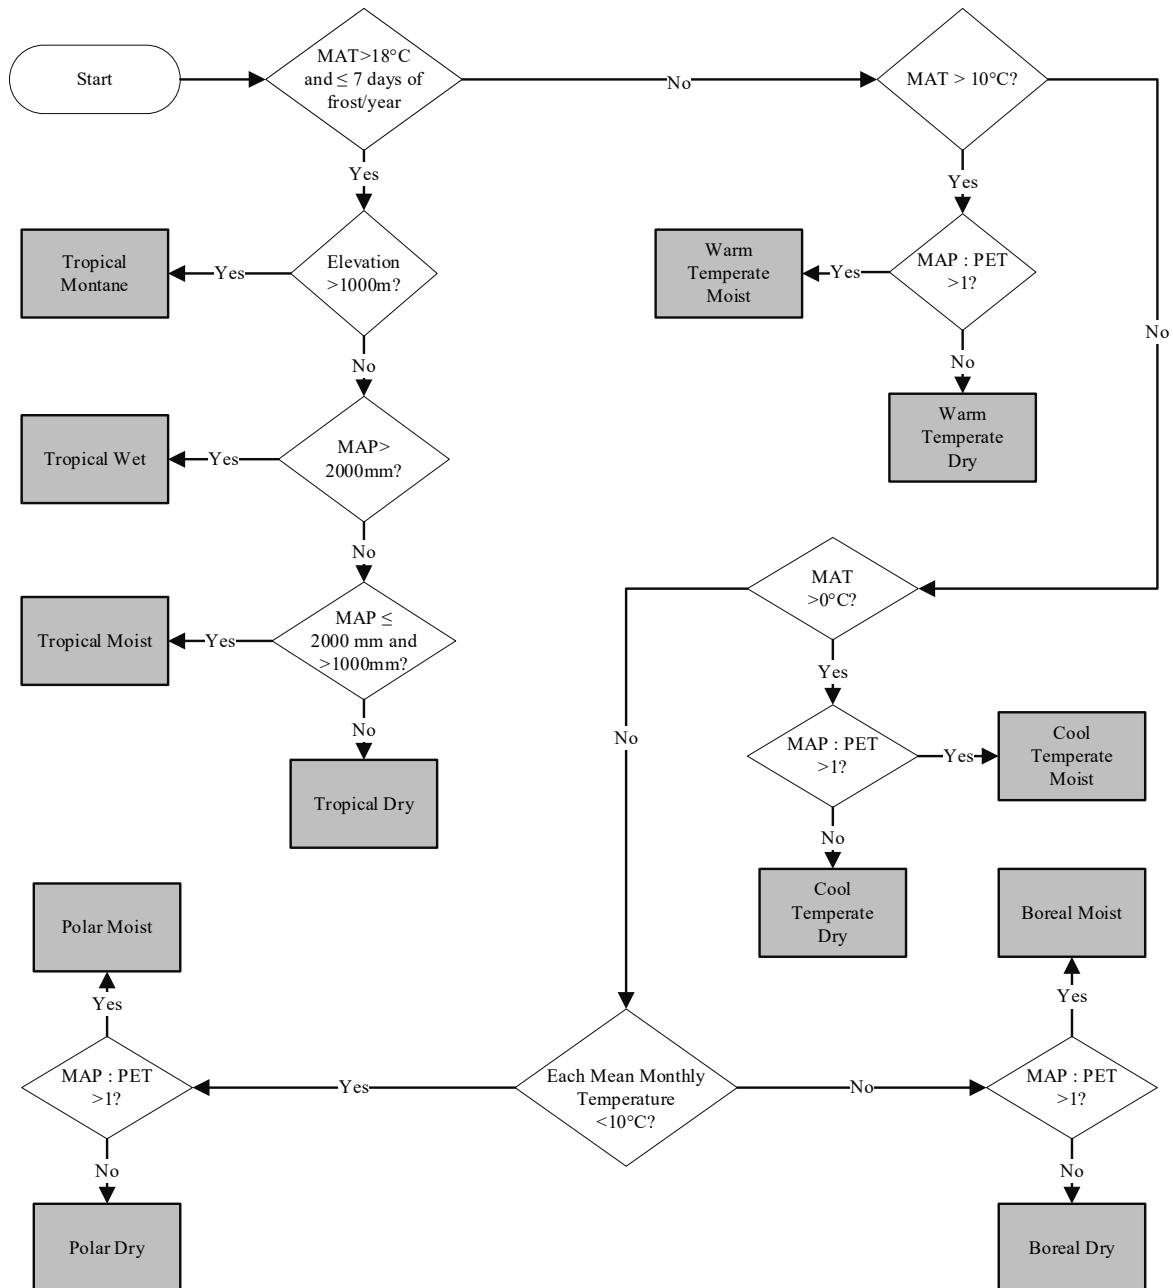 Start
MAT>18°C
and ≤ 7 days of
frost/year
No
MAT > 10°C?
Yes
Yes
Tropical
Montane
Yes
Elevation
>1000m?
Warm
Temperate
Moist
Yes
MAP : PET
>1?
No
No
No
Warm
Temperate
Dry
Tropical Wet
Yes
MAP>
2000mm?
No
MAT
>0°C?
Tropical Moist
Yes
MAP ≤
2000 mm and
>1000mm?
Yes
No
No
MAP : PET
>1?
Yes
Cool
Temperate
Moist
Tropical Dry
No
Cool
Temperate
Dry
Polar Moist
Boreal Moist
Yes
Yes
MAP : PET
>1?
Yes
Each Mean Monthly
Temperature
<10°C?
No
MAP : PET
>1?
No
No
Polar Dry
Boreal Dry